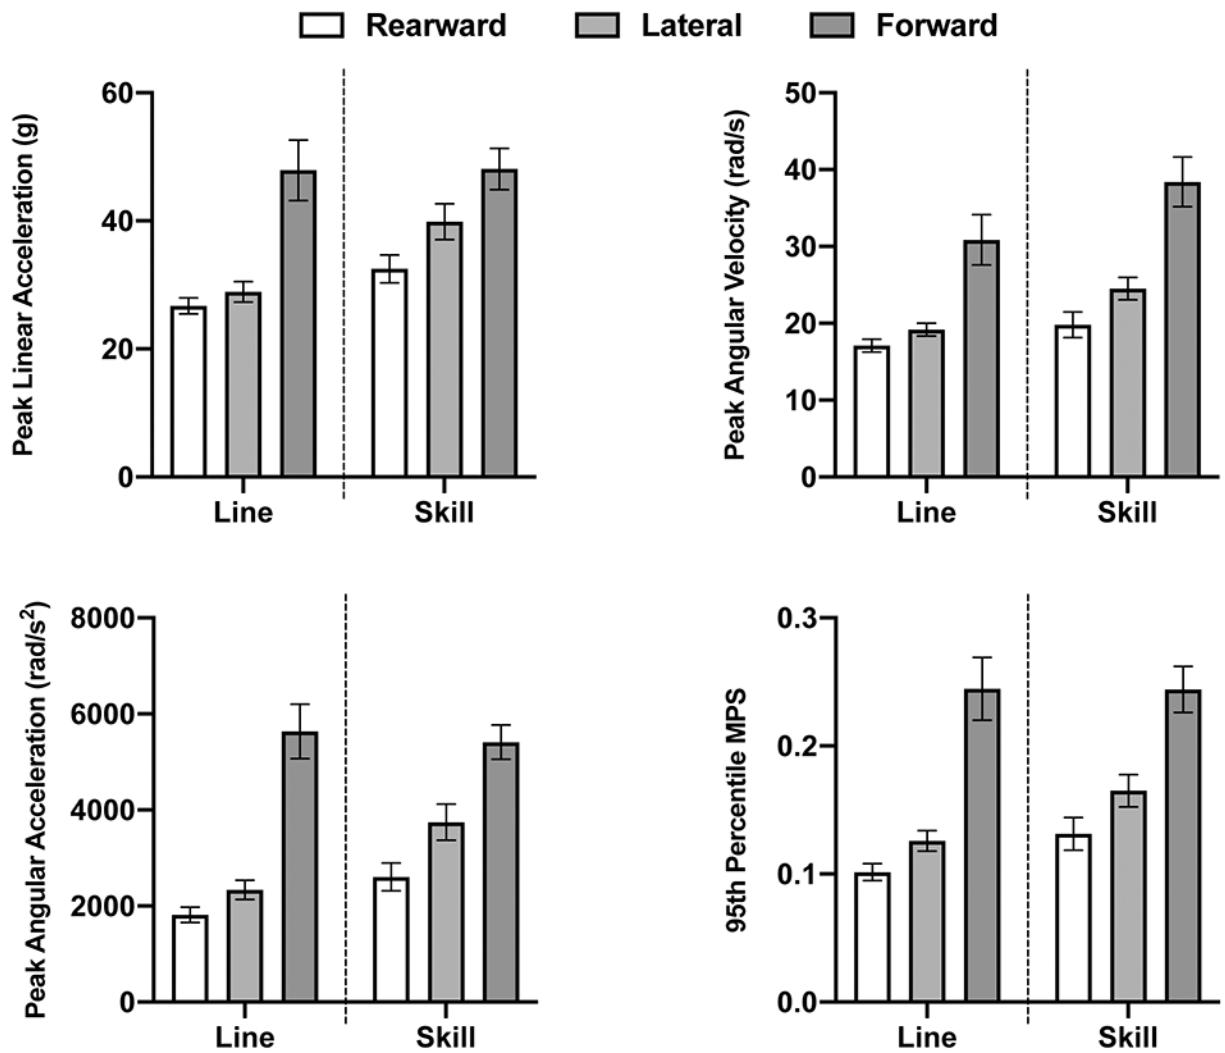 Rearward Lateral Forward
Peak Linear Acceleration (g)
60
40
20
0
Line Skill
Peak Angular Velocity (rad/s)
50
40
30
20
10
0
Line Skill
Peak Angular Acceleration (rad/s²)
8000
6000
4000
2000
0
Line Skill
95th Percentile MPS
0.3
0.2
0.1
0.0
Line Skill